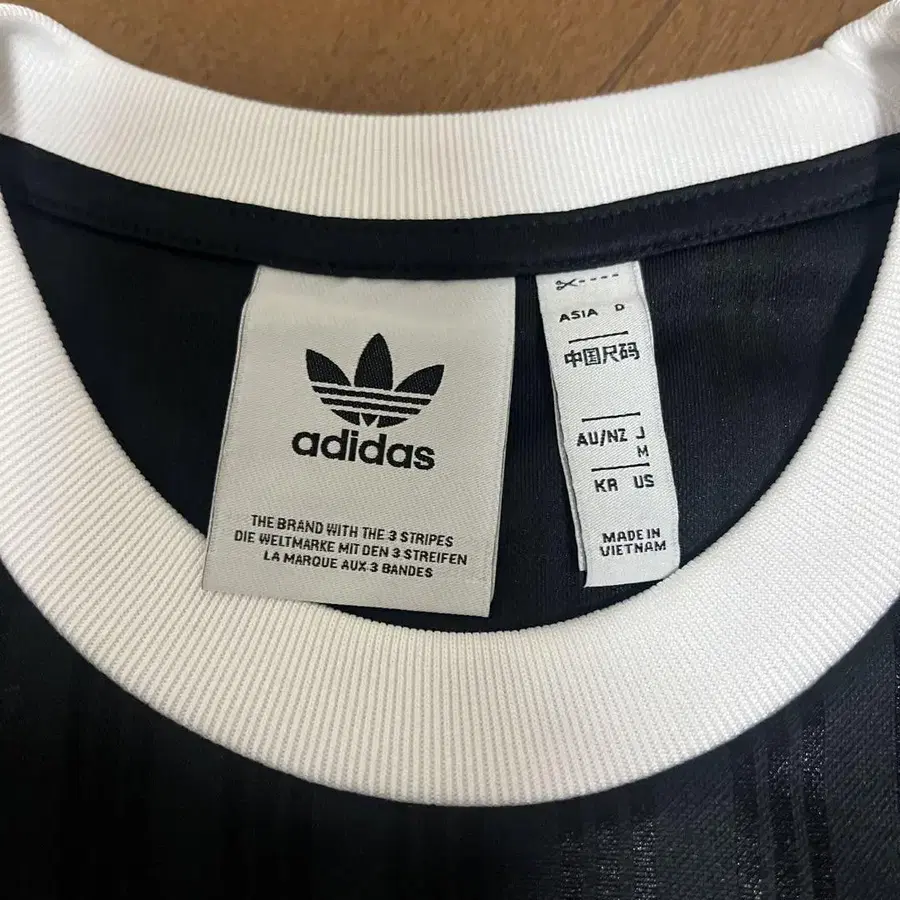 adidas
THE BRAND WITH THE 3 STRIPES
DIE WELTMARKE MIT DEN 3 STREIFEN
LA MARQUE AUX 3 BANDES
ASIA D
中国尺码
AU/NZ J
M
KR US
MADE IN
VIETNAM